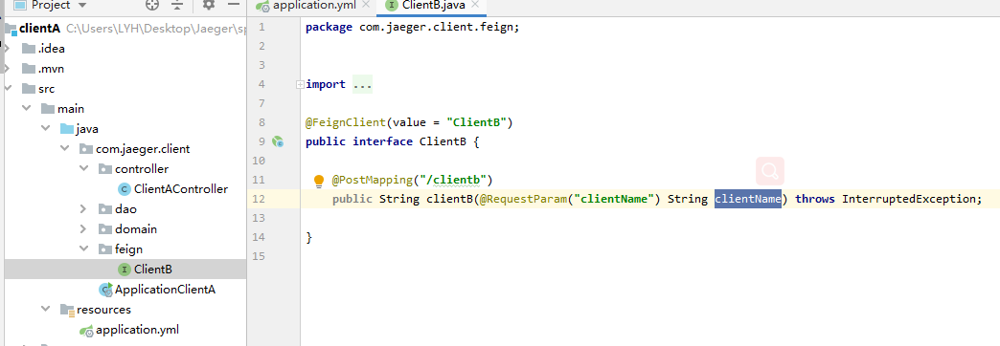 Project
application.yml
ClientB.java
clientA C:\Users\LYH\Desktop\Jaeger\sp
.idea
.mvn
src
main
java
com.jaeger.client
controller
ClientAController
dao
domain
feign
ClientB
ApplicationClientA
resources
application.yml
1 package com.jaeger.client.feign;
2
3
4 import ...
7
8 @FeignClient(value = "ClientB")
9 public interface ClientB {
10
11 @PostMapping("/clientb")
12 public String clientB(@RequestParam("clientName") String clientName) throws InterruptedException;
13
14 }
15